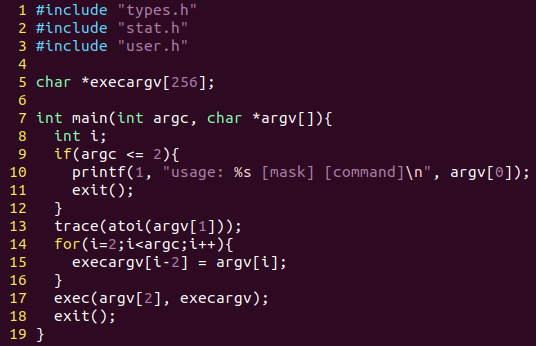 1 #include "types.h"
2 #include "stat.h"
3 #include "user.h"
4
5 char *execargv[256];
6
7 int main(int argc, char *argv[]){
8   int i;
9   if(argc <= 2){
10     printf(1, "usage: %s [mask] [command]\n", argv[0]);
11     exit();
12   }
13   trace(atoi(argv[1]));
14   for(i=2;i<argc;i++){
15     execargv[i-2] = argv[i];
16   }
17   exec(argv[2], execargv);
18   exit();
19 }